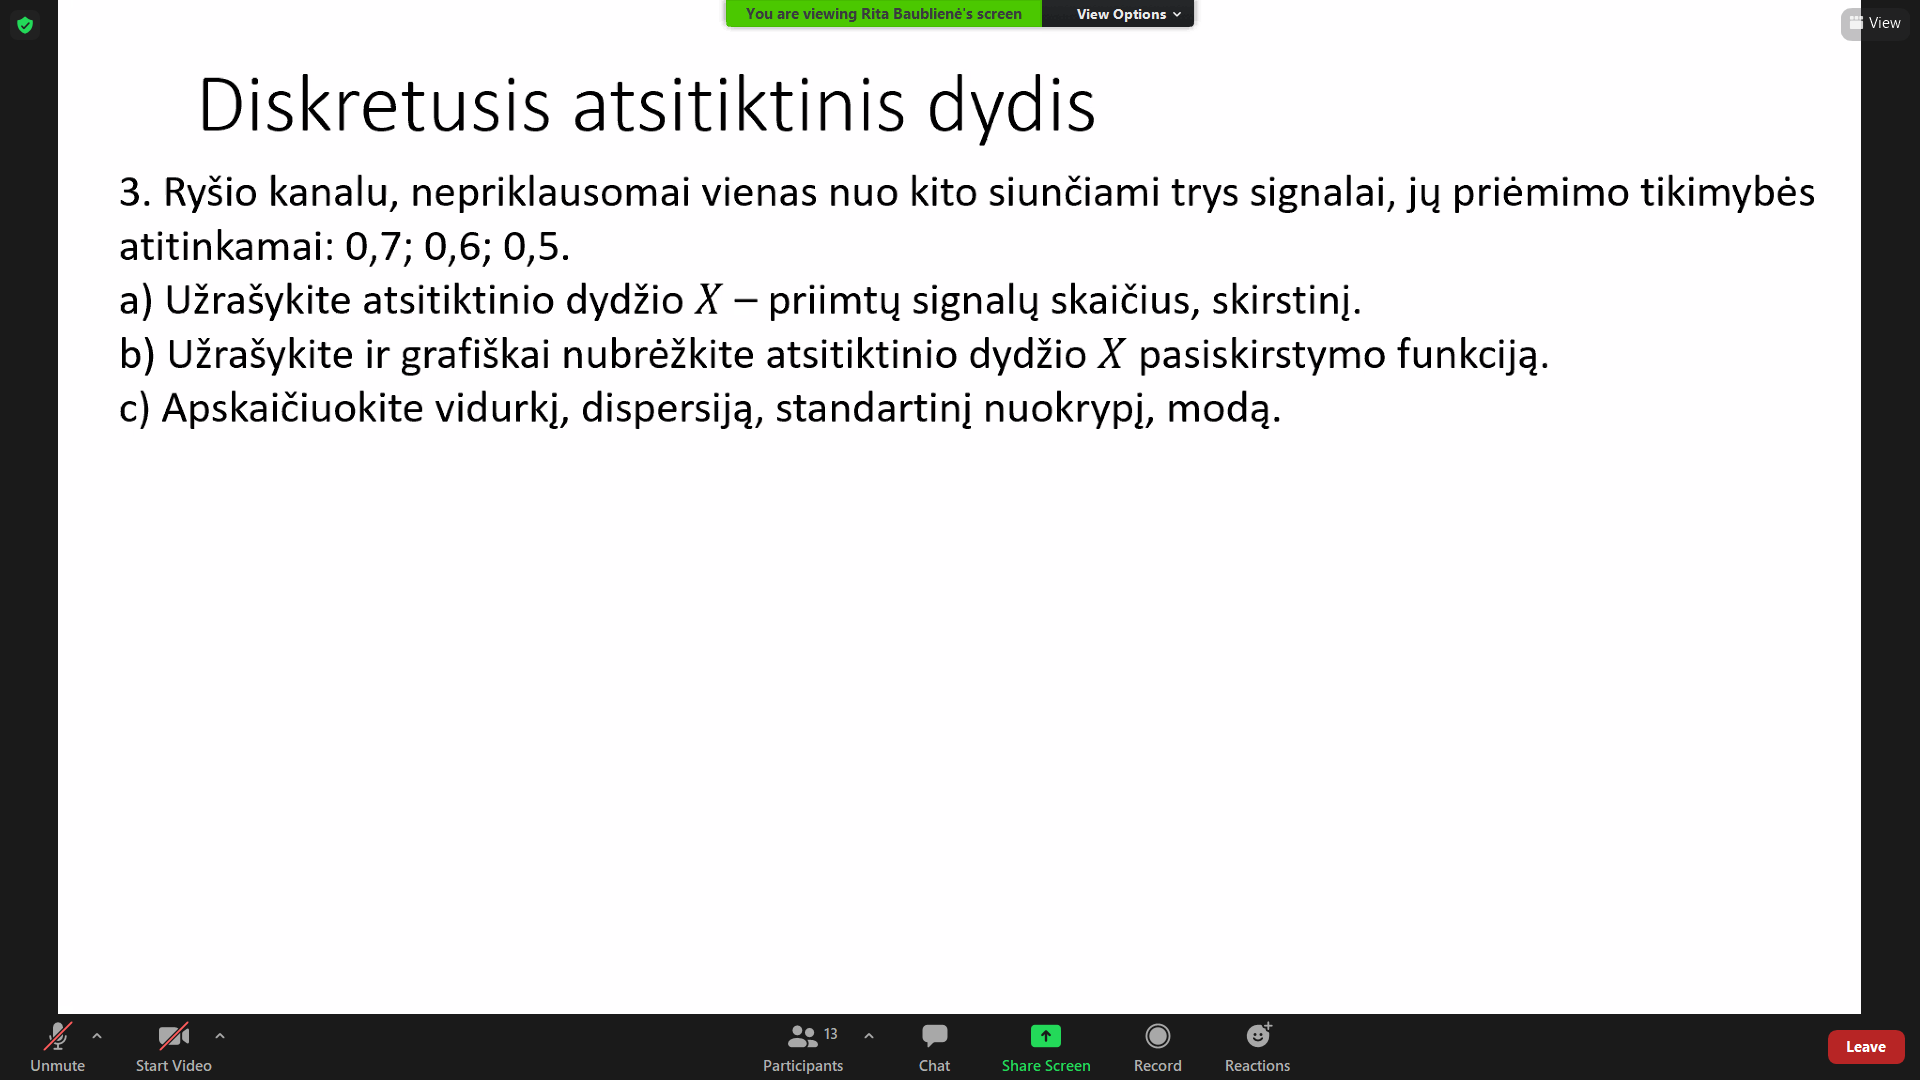 You are viewing Rita Baublienė's screen
View Options
View
Diskretusis atsitiktinis dydis
3. Ryšio kanalu, nepriklausomai vienas nuo kito siunčiami trys signalai, jų priėmimo tikimybės
atitinkamai: 0,7; 0,6; 0,5.
a) Užrašykite atsitiktinio dydžio X – priimtų signalų skaičius, skirstinį.
b) Užrašykite ir grafiškai nubrėžkite atsitiktinio dydžio X pasiskirstymo funkciją.
c) Apskaičiuokite vidurkį, dispersiją, standartinį nuokrypį, modą.
Unmute
Start Video
13
Participants
Chat
Share Screen
Record
Reactions
Leave